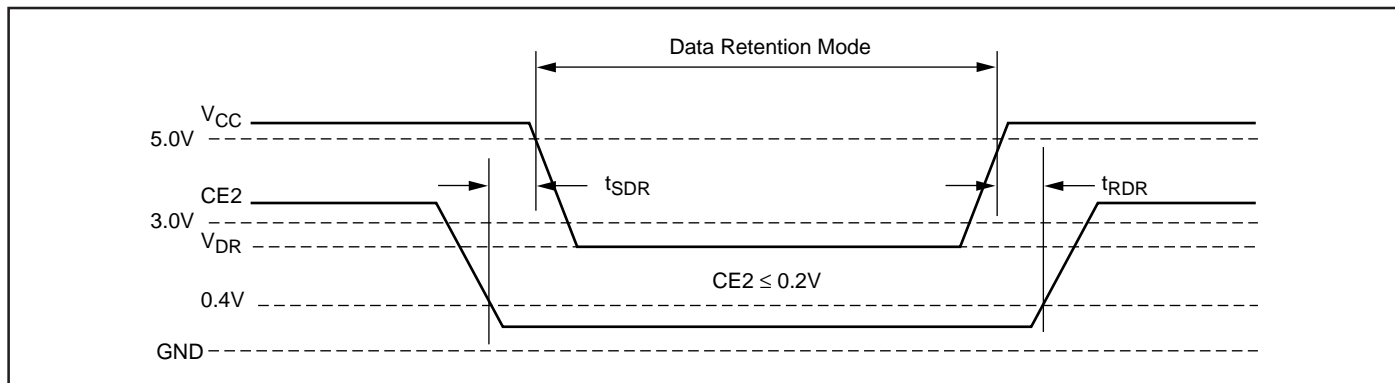 Data Retention Mode
VCC
5.0V
tSDR
tRDR
CE2
3.0V
VDR
CE2 ≤ 0.2V
0.4V
GND